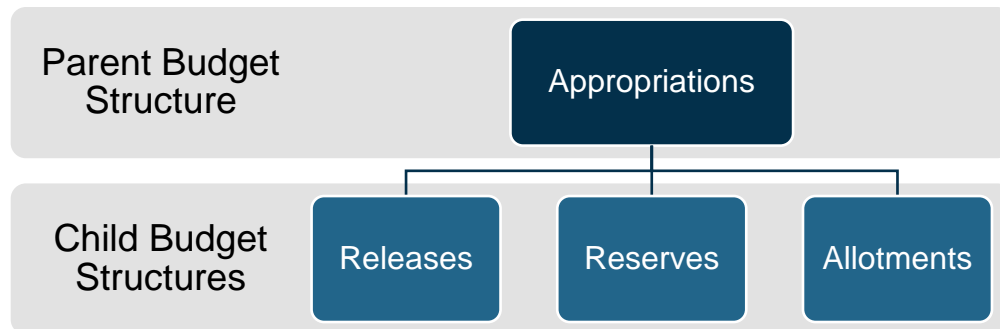 Parent Budget
Structure
Appropriations
Child Budget
Structures
Releases
Reserves
Allotments